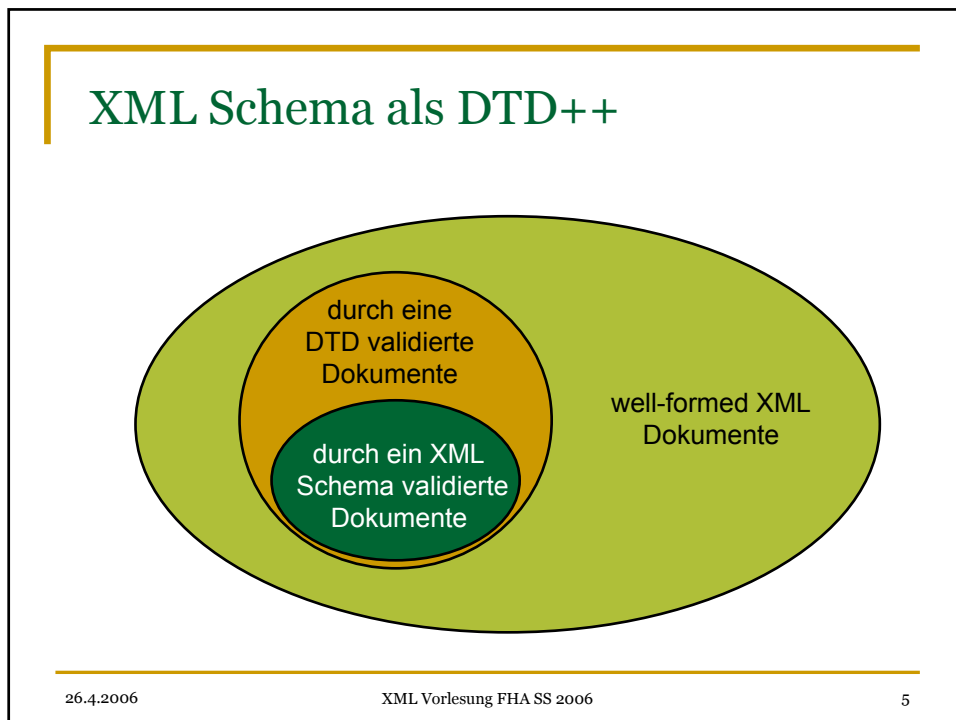 XML Schema als DTD++
durch eine
DTD validierte
Dokumente
well-formed XML
Dokumente
durch ein XML
Schema validierte
Dokumente
26.4.2006
XML Vorlesung FHA SS 2006
5